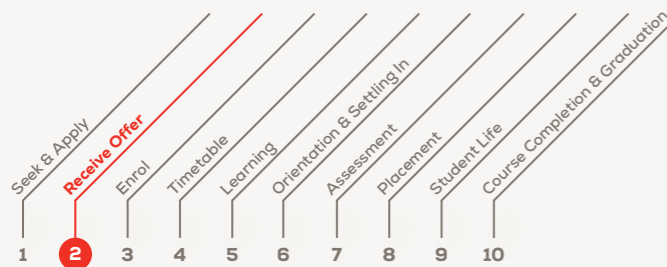 Seek & Apply
Receive Offer
Enrol
Timetable
Learning
Orientation & Settling In
Assessment
Placement
Student Life
Course Completion & Graduation
1
2
3
4
5
6
7
8
9
10